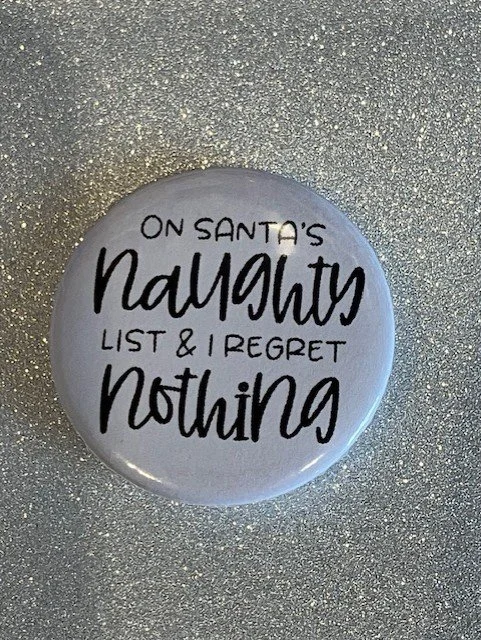 ON SANTA'S
naughty
LIST & I REGRET
nothing